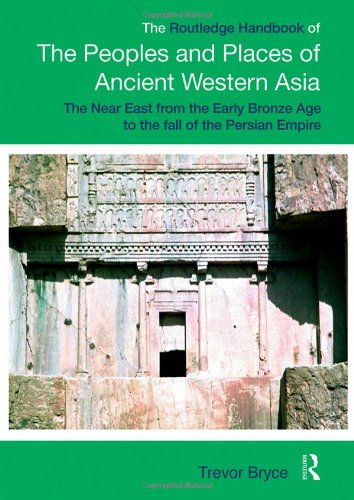 The Routledge Handbook of
The Peoples and Places of
Ancient Western Asia
The Near East from the Early Bronze Age
to the fall of the Persian Empire
Trevor Bryce
ROUTLEDGE